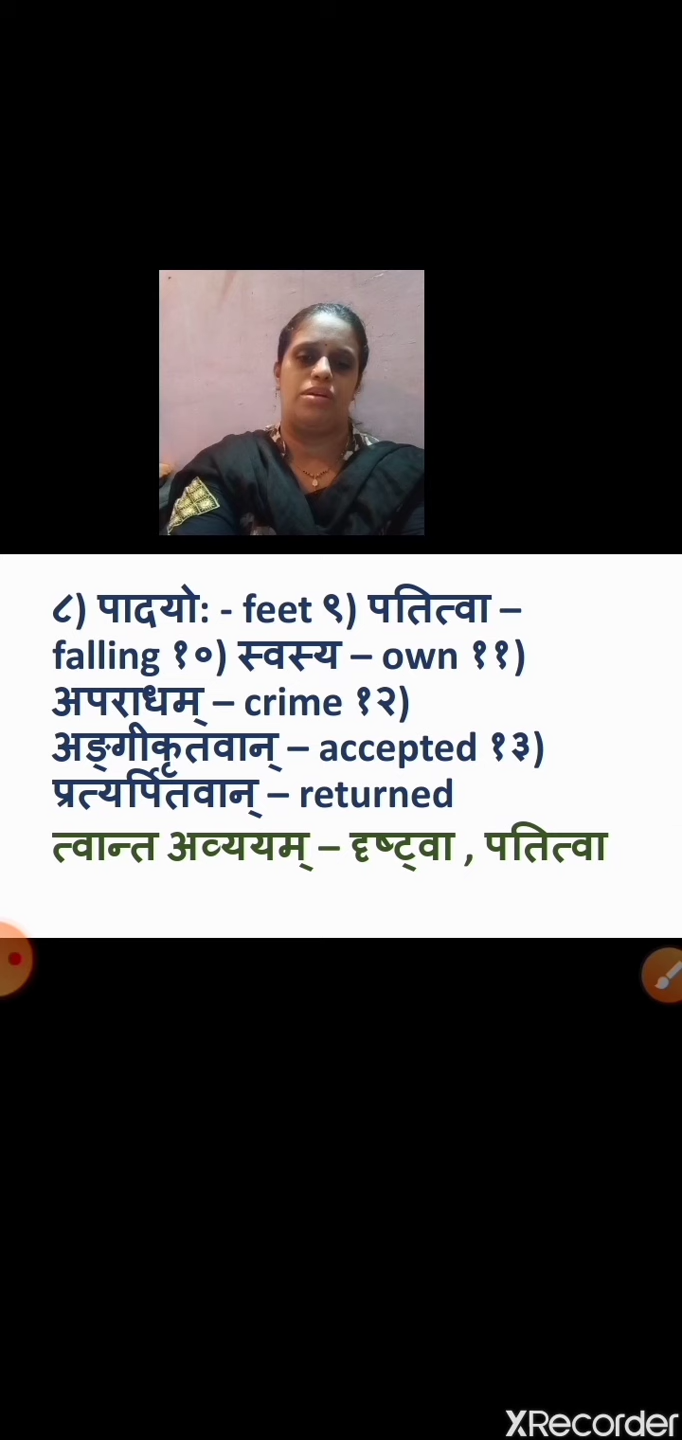 ८) पादयो: - feet ९) पतित्वा –
falling १०) स्वस्य – own ११)
अपराधम् – crime १२)
अङ्गीकृतवान् – accepted १३)
प्रत्यर्पितवान् – returned
त्वान्त अव्ययम् – दृष्ट्वा , पतित्वा
XRecorder